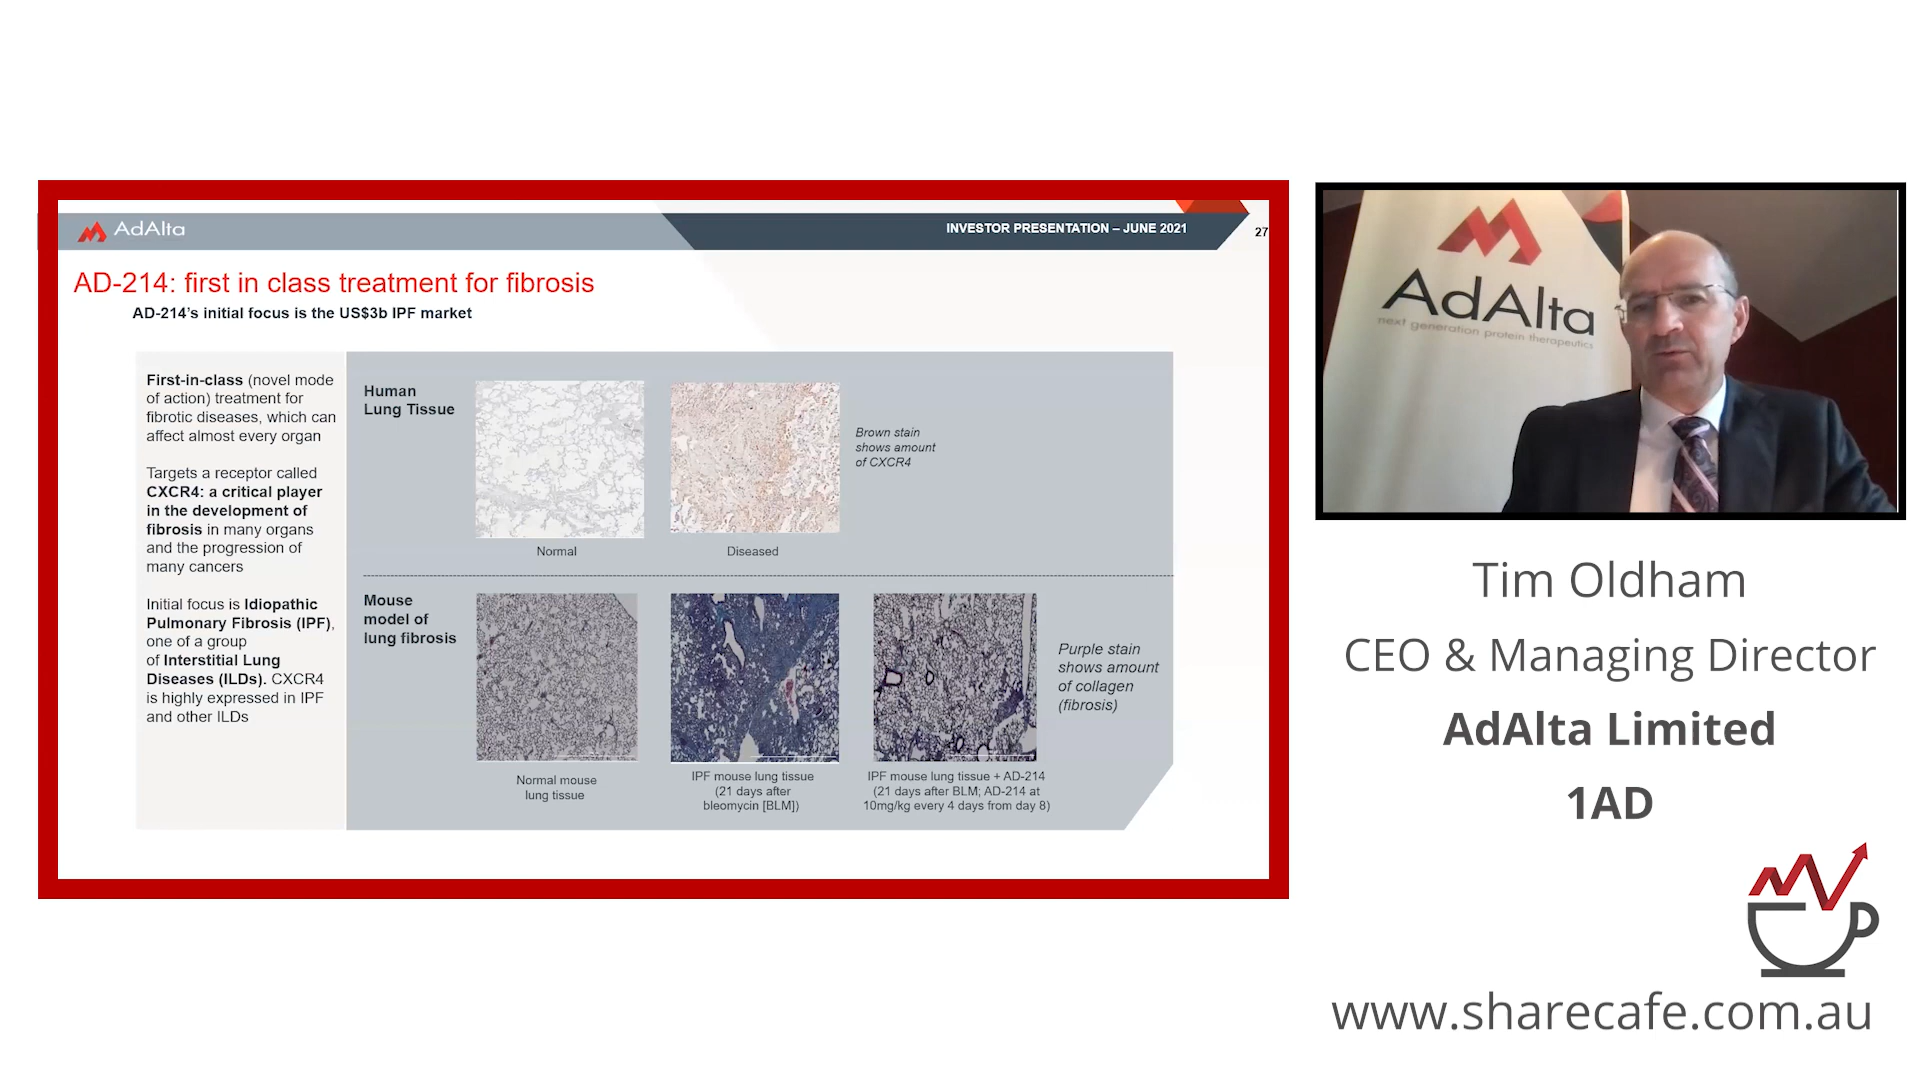 AdAlta
INVESTOR PRESENTATION – JUNE 2021
27
AD-214: first in class treatment for fibrosis
AD-214's initial focus is the US$3b IPF market
First-in-class (novel mode
of action) treatment for
fibrotic diseases, which can
affect almost every organ
Targets a receptor called
CXCR4: a critical player
in the development of
fibrosis in many organs
and the progression of
many cancers
Initial focus is Idiopathic
Pulmonary Fibrosis (IPF),
one of a group
of Interstitial Lung
Diseases (ILDs). CXCR4
is highly expressed in IPF
and other ILDs
Human
Lung Tissue
Normal
Diseased
Brown stain
shows amount
of CXCR4
Mouse
model of
lung fibrosis
Normal mouse
lung tissue
IPF mouse lung tissue
(21 days after
bleomycin [BLM])
IPF mouse lung tissue + AD-214
(21 days after BLM; AD-214 at
10mg/kg every 4 days from day 8)
Purple stain
shows amount
of collagen
(fibrosis)
AdAlta
next generation protein therapeutics
Tim Oldham
CEO & Managing Director
AdAlta Limited
1AD
www.sharecafe.com.au